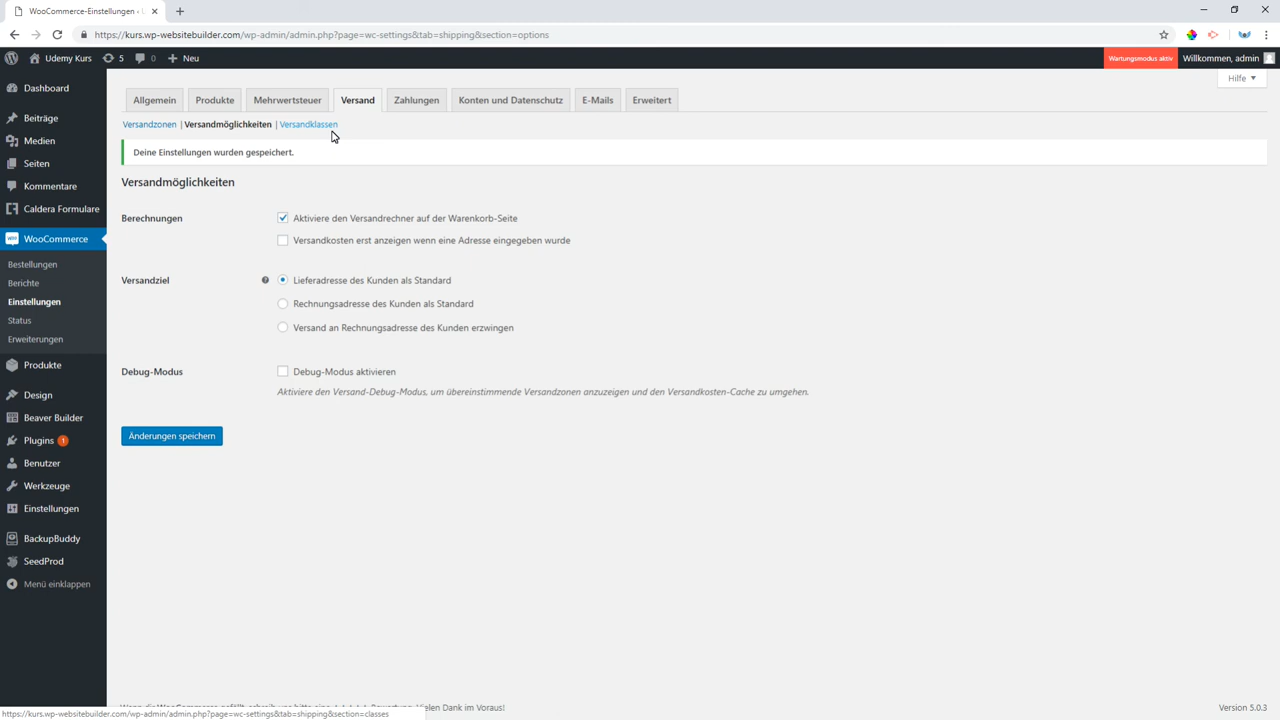 WooCommerce-Einstellungen ‹
https://kurs.wp-websitebuilder.com/wp-admin/admin.php?page=wc-settings&tab=shipping&section=options
Udemy Kurs 5 0 Neu Wartungsmodus aktiv Willkommen, admin
Hilfe
Dashboard
Beiträge
Medien
Seiten
Kommentare
Caldera Formulare
WooCommerce
Bestellungen
Berichte
Einstellungen
Status
Erweiterungen
Produkte
Design
Beaver Builder
Plugins 1
Benutzer
Werkzeuge
Einstellungen
BackupBuddy
SeedProd
Menü einklappen
Allgemein Produkte Mehrwertsteuer Versand Zahlungen Konten und Datenschutz E-Mails Erweitert
Versandzonen | Versandmöglichkeiten | Versandklassen
Deine Einstellungen wurden gespeichert.
Versandmöglichkeiten
Berechnungen Aktiviere den Versandrechner auf der Warenkorb-Seite
Versandkosten erst anzeigen wenn eine Adresse eingegeben wurde
Versandziel Lieferadresse des Kunden als Standard
Rechnungsadresse des Kunden als Standard
Versand an Rechnungsadresse des Kunden erzwingen
Debug-Modus Debug-Modus aktivieren
Aktiviere den Versand-Debug-Modus, um übereinstimmende Versandzonen anzuzeigen und den Versandkosten-Cache zu umgehen.
Änderungen speichern
Vielen Dank im Voraus! Version 5.0.3
https://kurs.wp-websitebuilder.com/wp-admin/admin.php?page=wc-settings&tab=shipping&section=classes